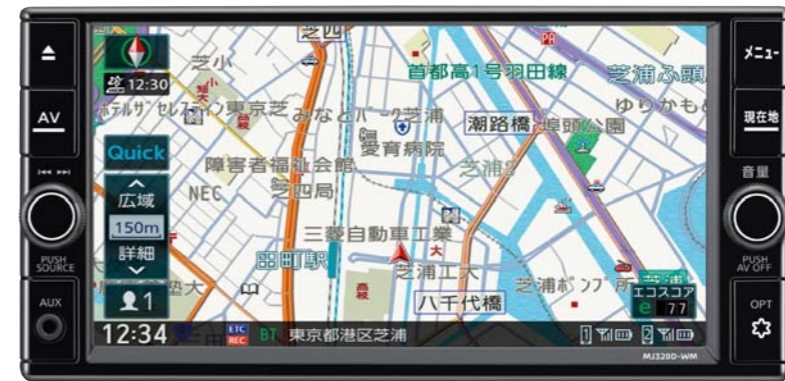 芝四
PA
メニュー
芝小
首都高1号羽田線
芝浦ふ頭
12:30
AV
ホテルザセレスティン東京芝
みなとパーク芝浦
潮路橋
埠頭公園
ゆりかもめ
現在地
Quick
愛育病院
音量
障害者福祉会館
広域
NEC
芝四局
150m
三菱自動車工業
詳細
PUSH
SOURCE
田町駅
大
PUSH
AV OFF
芝浦工大
高校
芝浦ポンプ所
AUX
1
八千代橋
エコスコア
e 77
OPT
12:34
ETC
REC
BT
東京都港区芝浦
1
2
MJ320D-WM